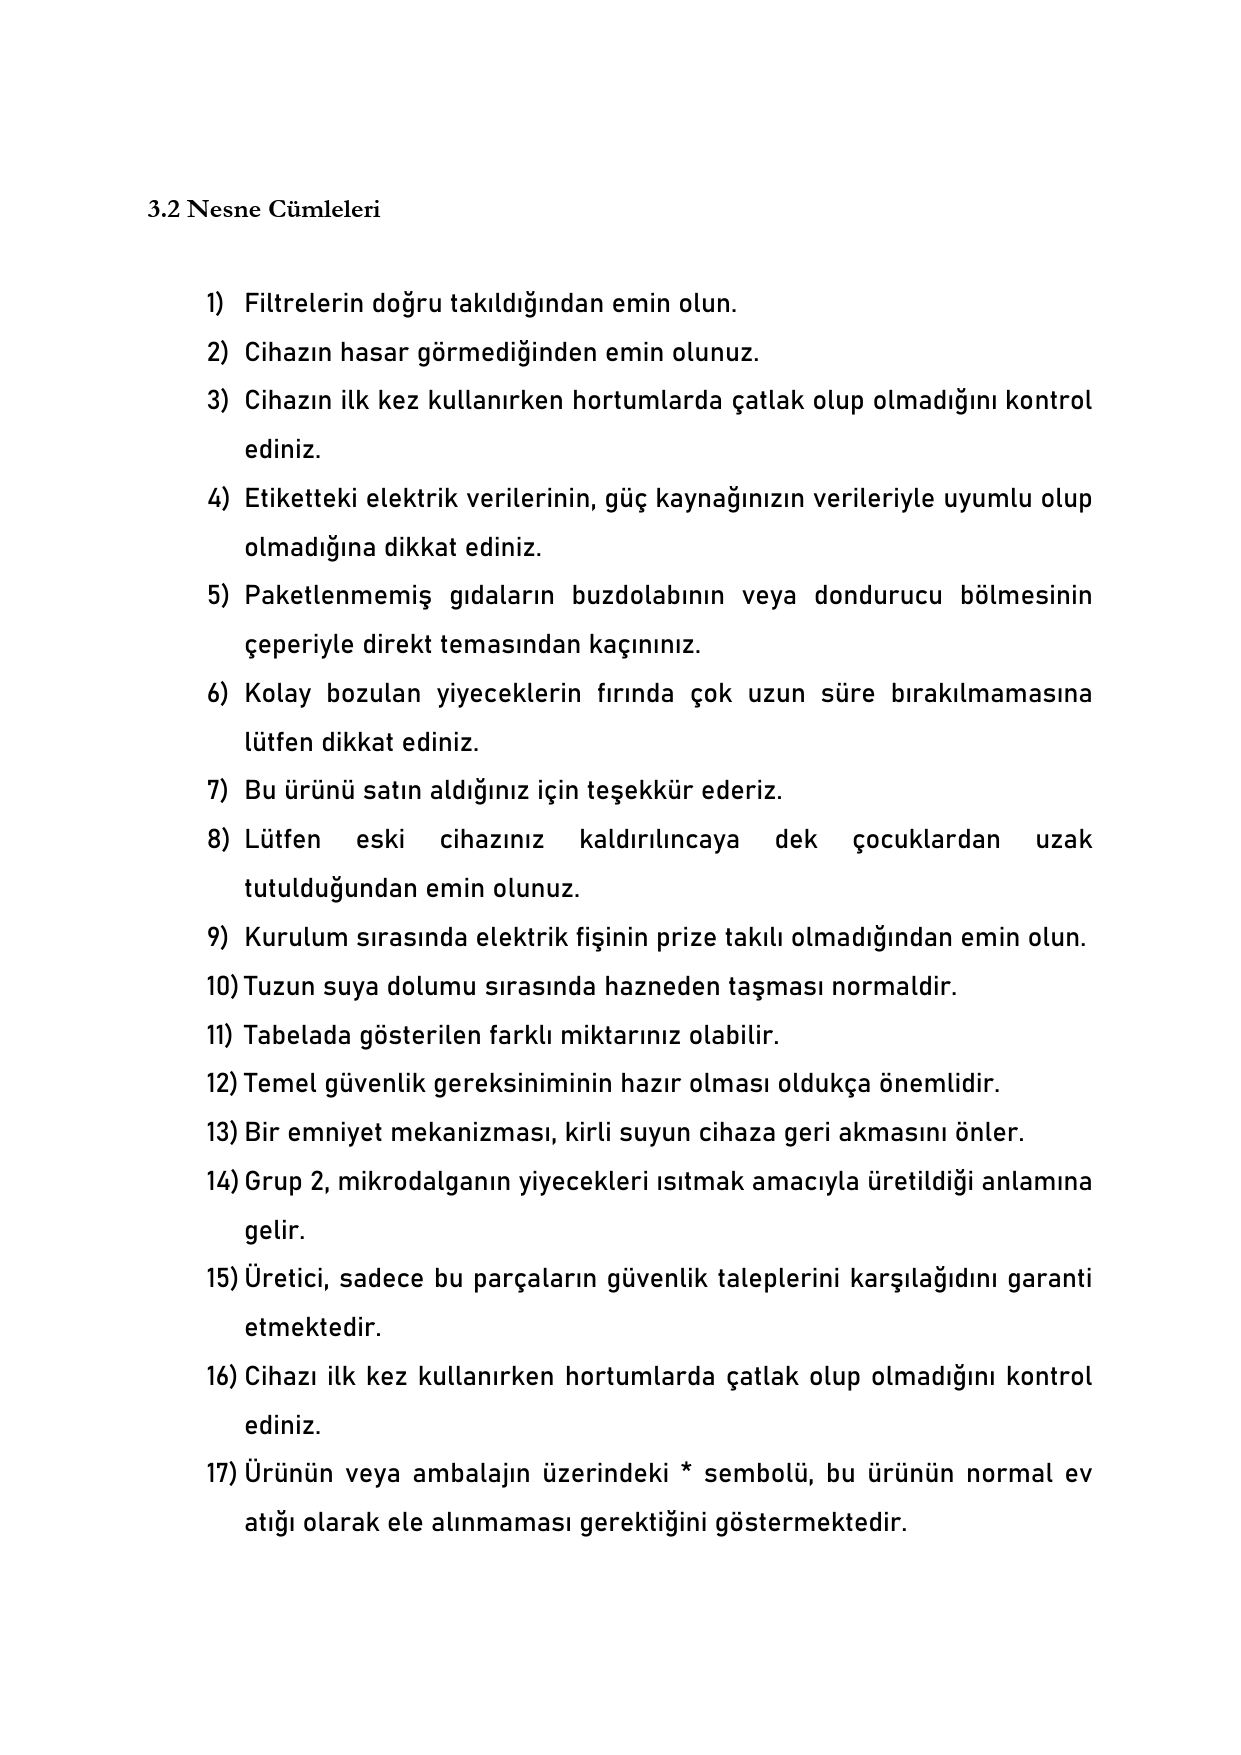 3.2 Nesne Cümleleri
1) Filtrelerin doğru takıldığından emin olun.
2) Cihazın hasar görmediğinden emin olunuz.
3) Cihazın ilk kez kullanırken hortumlarda çatlak olup olmadığını kontrol
ediniz.
4) Etiketteki elektrik verilerinin, güç kaynağınızın verileriyle uyumlu olup
olmadığına dikkat ediniz.
5) Paketlenmemiş gıdaların buzdolabının veya dondurucu bölmesinin
çeperiyle direkt temasından kaçınınız.
6) Kolay bozulan yiyeceklerin fırında çok uzun süre bırakılmamasına
lütfen dikkat ediniz.
7) Bu ürünü satın aldığınız için teşekkür ederiz.
8) Lütfen eski cihazınız kaldırılıncaya dek çocuklardan uzak
tutulduğundan emin olunuz.
9) Kurulum sırasında elektrik fişinin prize takılı olmadığından emin olun.
10) Tuzun suya dolumu sırasında hazneden taşması normaldir.
11) Tabelada gösterilen farklı miktarınız olabilir.
12) Temel güvenlik gereksiniminin hazır olması oldukça önemlidir.
13) Bir emniyet mekanizması, kirli suyun cihaza geri akmasını önler.
14) Grup 2, mikrodalganın yiyecekleri ısıtmak amacıyla üretildiği anlamına
gelir.
15) Üretici, sadece bu parçaların güvenlik taleplerini karşılağıdını garanti
etmektedir.
16) Cihazı ilk kez kullanırken hortumlarda çatlak olup olmadığını kontrol
ediniz.
17) Ürünün veya ambalajın üzerindeki * sembolü, bu ürünün normal ev
atığı olarak ele alınmaması gerektiğini göstermektedir.